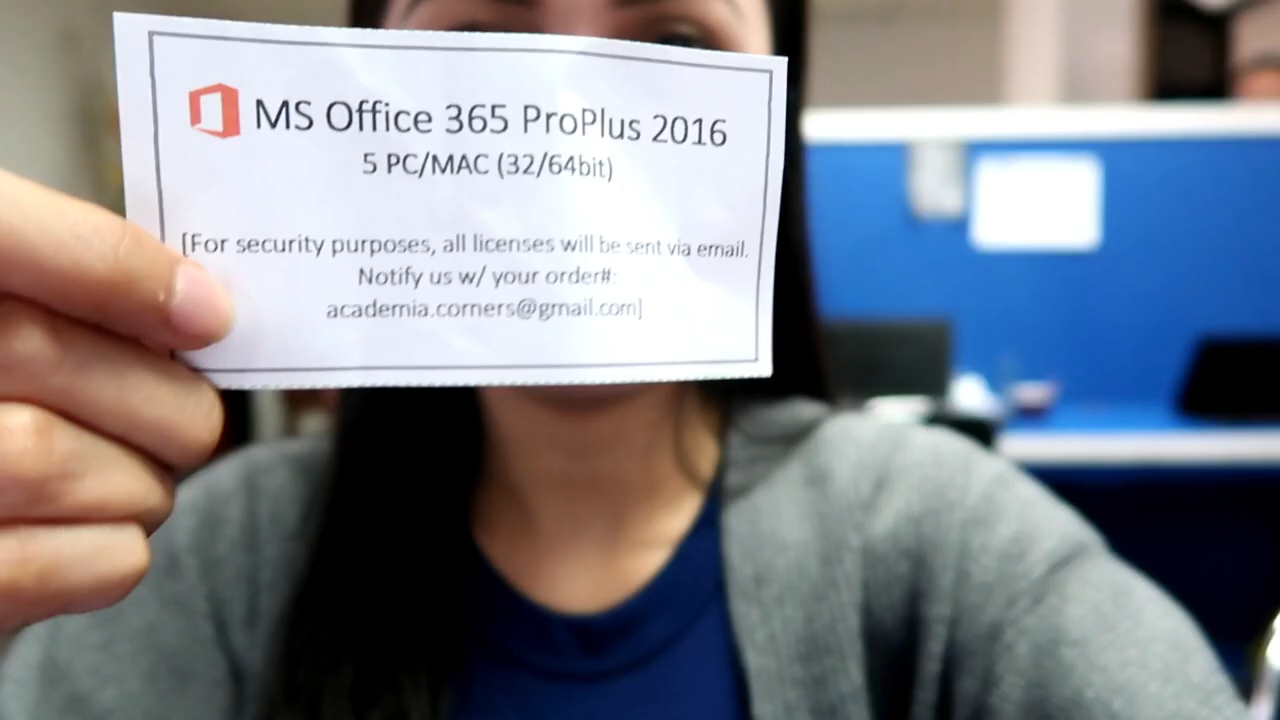 MS Office 365 ProPlus 2016
5 PC/MAC (32/64bit)
[For security purposes, all licenses will be sent via email.
Notify us w/ your order#:
academia.corners@gmail.com]